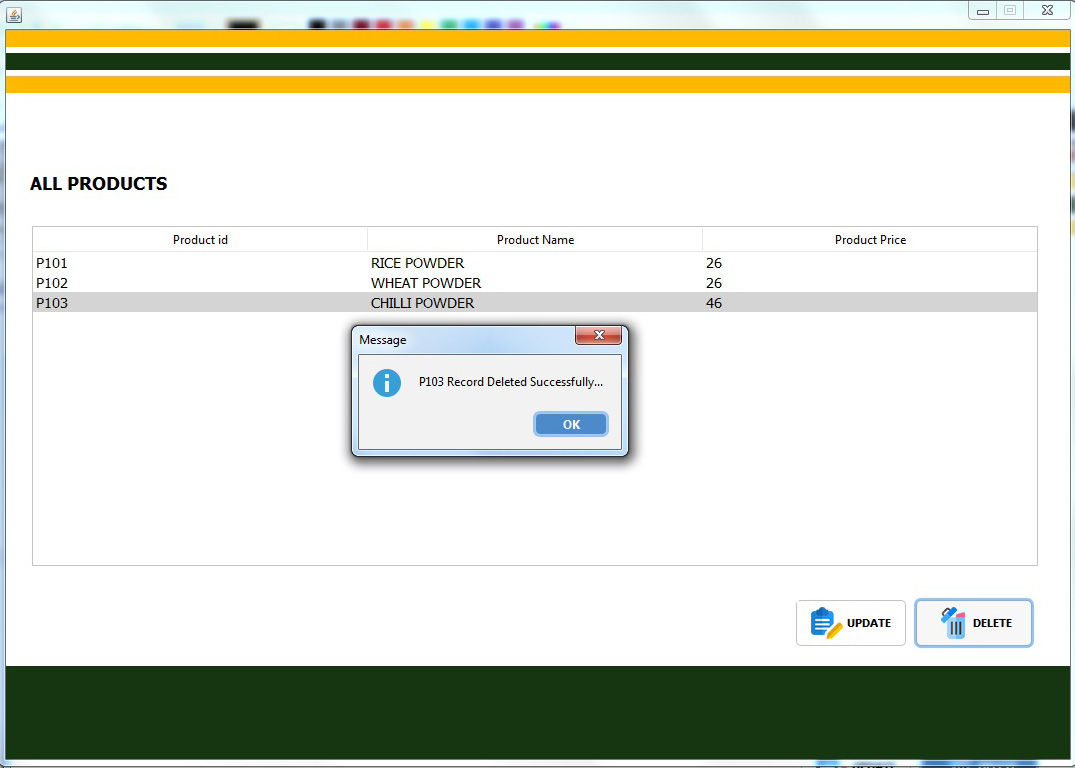 ALL PRODUCTS
Product id Product Name Product Price
P101 RICE POWDER 26
P102 WHEAT POWDER 26
P103 CHILLI POWDER 46
Message
P103 Record Deleted Successfully...
OK
UPDATE DELETE